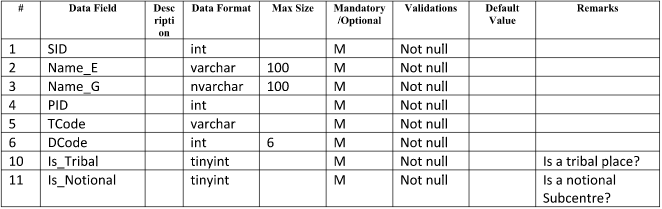 # Data Field Desc ripti on Data Format Max Size Mandatory /Optional Validations Default Value Remarks
1 SID int M Not null
2 Name_E varchar 100 M Not null
3 Name_G nvarchar 100 M Not null
4 PID int M Not null
5 TCode varchar M Not null
6 DCode int 6 M Not null
10 Is_Tribal tinyint M Not null Is a tribal place?
11 Is_Notional tinyint M Not null Is a notional
Subcentre?